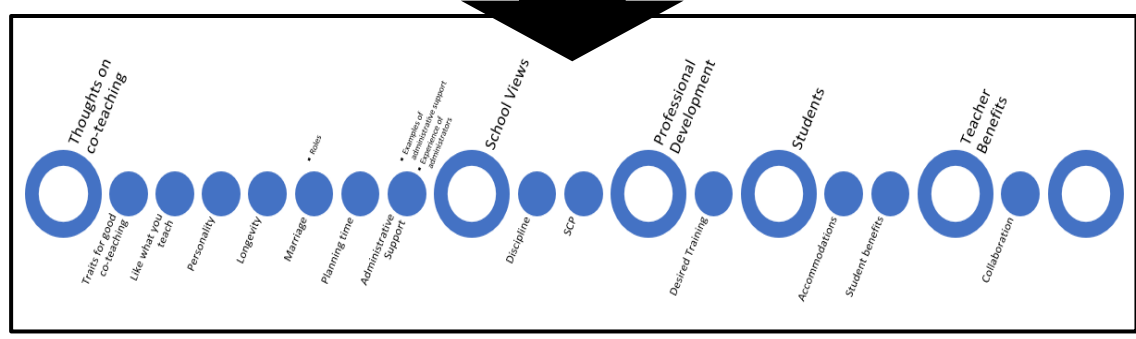 Thoughts on
co-teaching
Traits for good
co-teaching
Like what you
teach
Personality
Longevity
Marriage
• Roles
Planning time
Administrative
Support
• Examples of
administrative support
• Experience of
administrators
School Views
Discipline
SCP
Professional
Development
Desired Training
Students
Accommodations
Student benefits
Teacher
Benefits
Collaboration